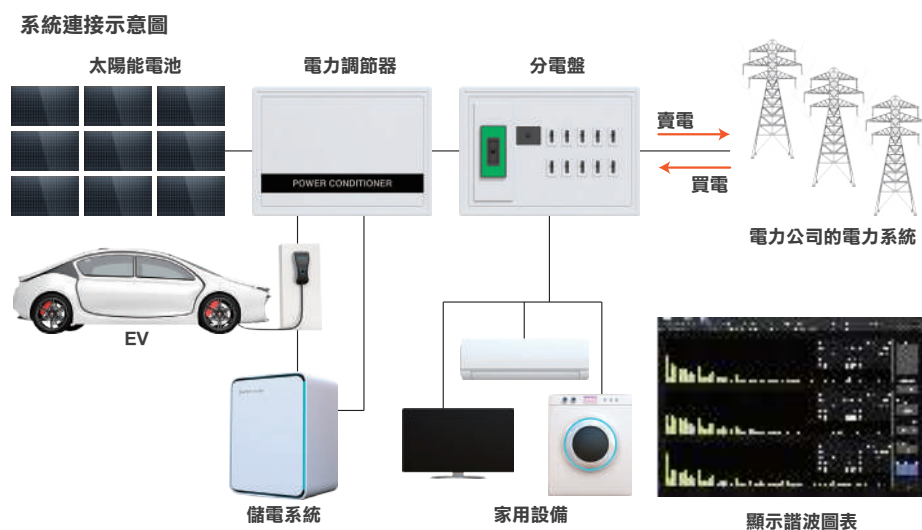 系統連接示意圖
太陽能電池
電力調節器
分電盤
賣電
買電
POWER CONDITIONER
電力公司的電力系統
EV
儲電系統
家用設備
顯示諧波圖表